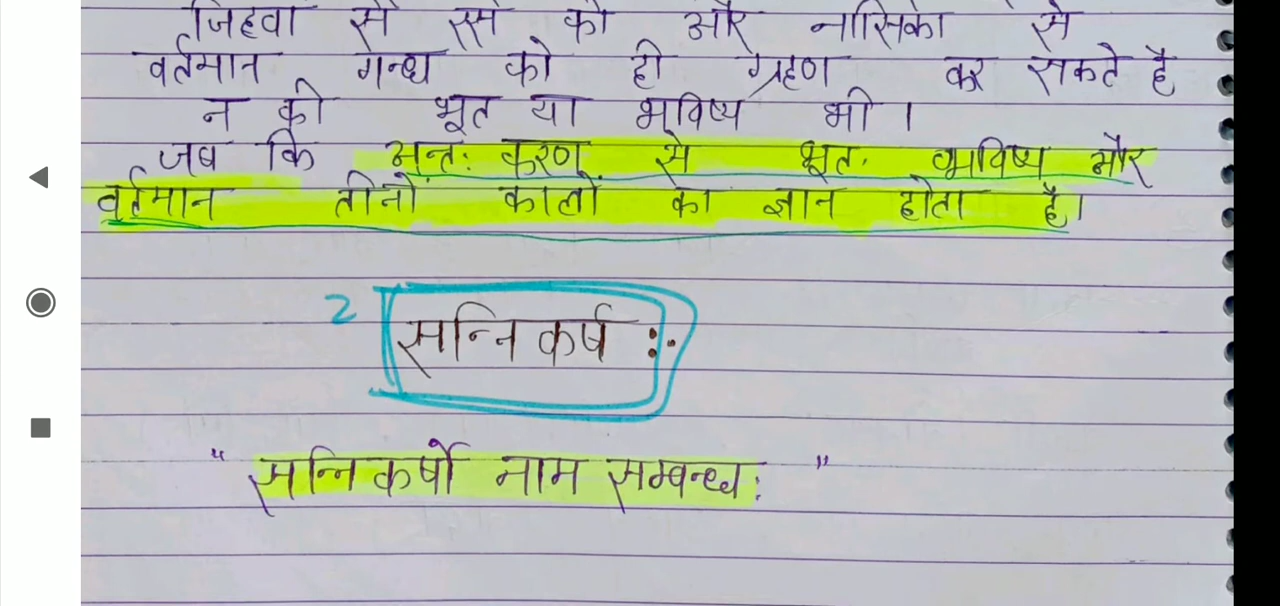 जिहवा से रस को और नासिका से
वर्तमान गन्ध को ही ग्रहण कर सकते है
न की भूत या भविष्य भी ।
जब कि अन्त: करण से भूत, भविष्य और
वर्तमान तीनों कालों का ज्ञान होता है।
2 सन्निकर्ष :-
" सन्निकर्षो नाम सम्बन्ध: "